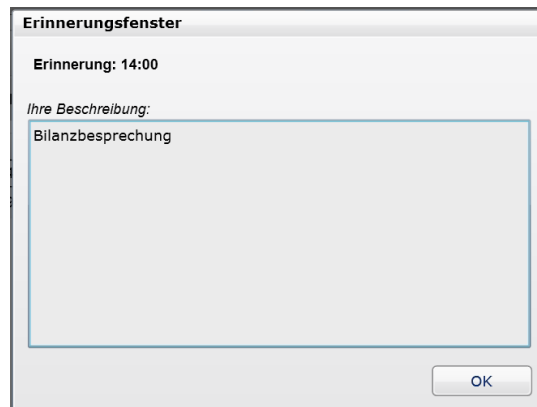 Erinnerungsfenster
Erinnerung: 14:00
Ihre Beschreibung:
Bilanzbesprechung
OK